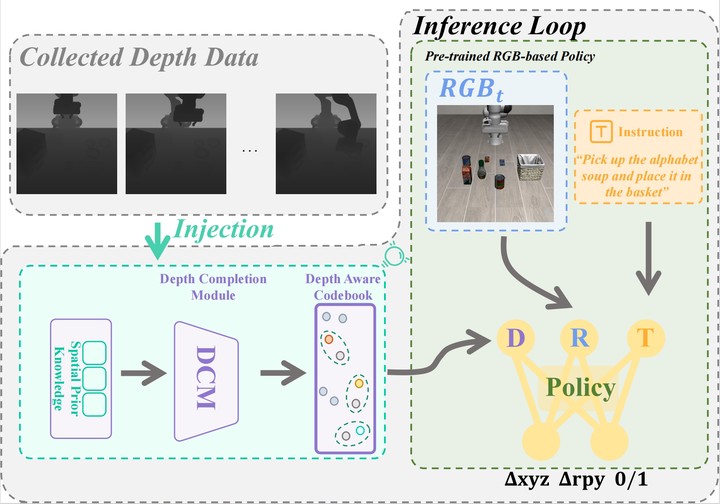 Collected Depth Data
...
Injection
Inference Loop
Pre-trained RGB-based Policy
RGBt
T Instruction
“Pick up the alphabet
soup and place it in
the basket”
Depth Completion
Module
Depth Aware
Codebook
Spatial Prior
Knowledge
DCM
D R T
Policy
Δxyz Δrpy 0/1